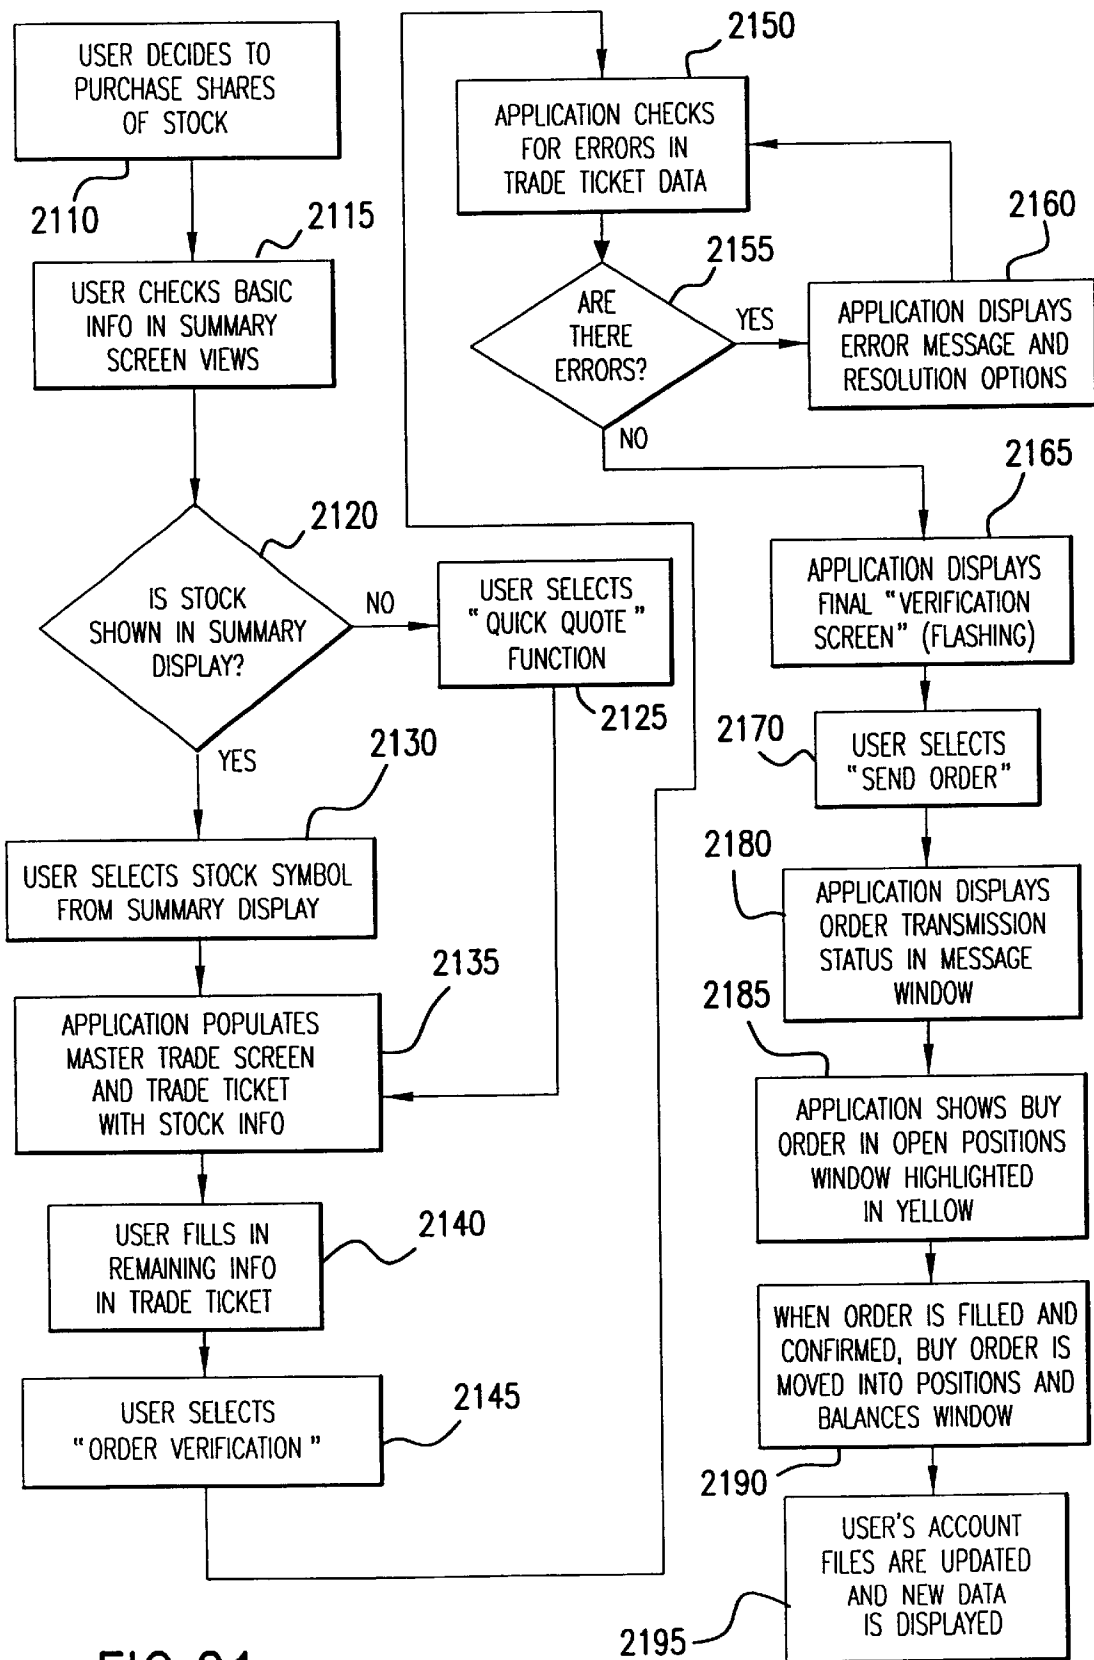 USER DECIDES TO
PURCHASE SHARES
OF STOCK
2110
2115
USER CHECKS BASIC
INFO IN SUMMARY
SCREEN VIEWS
2120
IS STOCK
SHOWN IN SUMMARY
DISPLAY?
NO
USER SELECTS
"QUICK QUOTE"
FUNCTION
2125
YES
2130
USER SELECTS STOCK SYMBOL
FROM SUMMARY DISPLAY
2135
APPLICATION POPULATES
MASTER TRADE SCREEN
AND TRADE TICKET
WITH STOCK INFO
2140
USER FILLS IN
REMAINING INFO
IN TRADE TICKET
2145
USER SELECTS
"ORDER VERIFICATION"
2150
APPLICATION CHECKS
FOR ERRORS IN
TRADE TICKET DATA
2155
ARE
THERE
ERRORS?
YES
2160
APPLICATION DISPLAYS
ERROR MESSAGE AND
RESOLUTION OPTIONS
NO
2165
APPLICATION DISPLAYS
FINAL "VERIFICATION
SCREEN" (FLASHING)
2170
USER SELECTS
"SEND ORDER"
2180
APPLICATION DISPLAYS
ORDER TRANSMISSION
STATUS IN MESSAGE
WINDOW
2185
APPLICATION SHOWS BUY
ORDER IN OPEN POSITIONS
WINDOW HIGHLIGHTED
IN YELLOW
WHEN ORDER IS FILLED AND
CONFIRMED, BUY ORDER IS
MOVED INTO POSITIONS AND
BALANCES WINDOW
2190
USER'S ACCOUNT
FILES ARE UPDATED
AND NEW DATA
IS DISPLAYED
2195